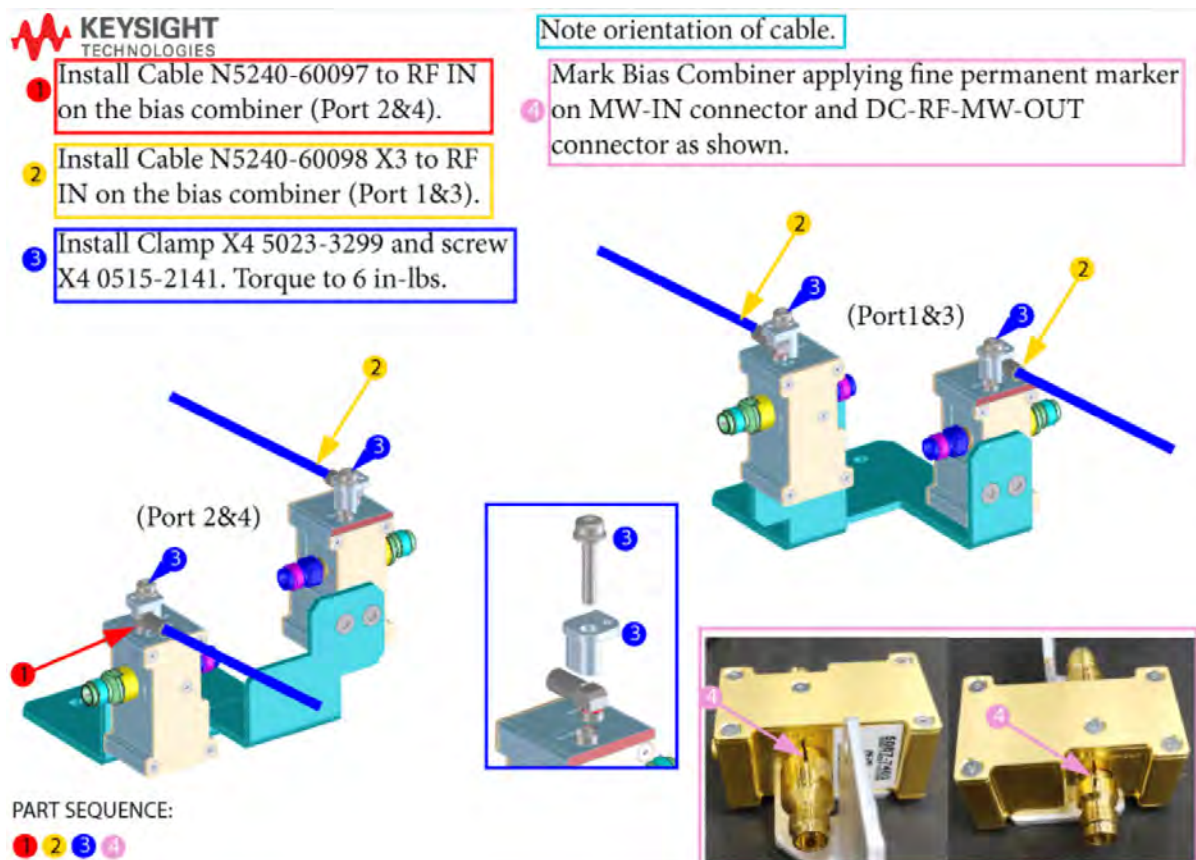 KEYSIGHT
TECHNOLOGIES
1 Install Cable N5240-60097 to RF IN
on the bias combiner (Port 2&4).
2 Install Cable N5240-60098 X3 to RF
IN on the bias combiner (Port 1&3).
3 Install Clamp X4 5023-3299 and screw
X4 0515-2141. Torque to 6 in-lbs.
Note orientation of cable.
4 Mark Bias Combiner applying fine permanent marker
on MW-IN connector and DC-RF-MW-OUT
connector as shown.
2
3
2
3
(Port1&3)
2
3
(Port 2&4)
3
1
3
3
4
4
PART SEQUENCE:
1 2 3 4